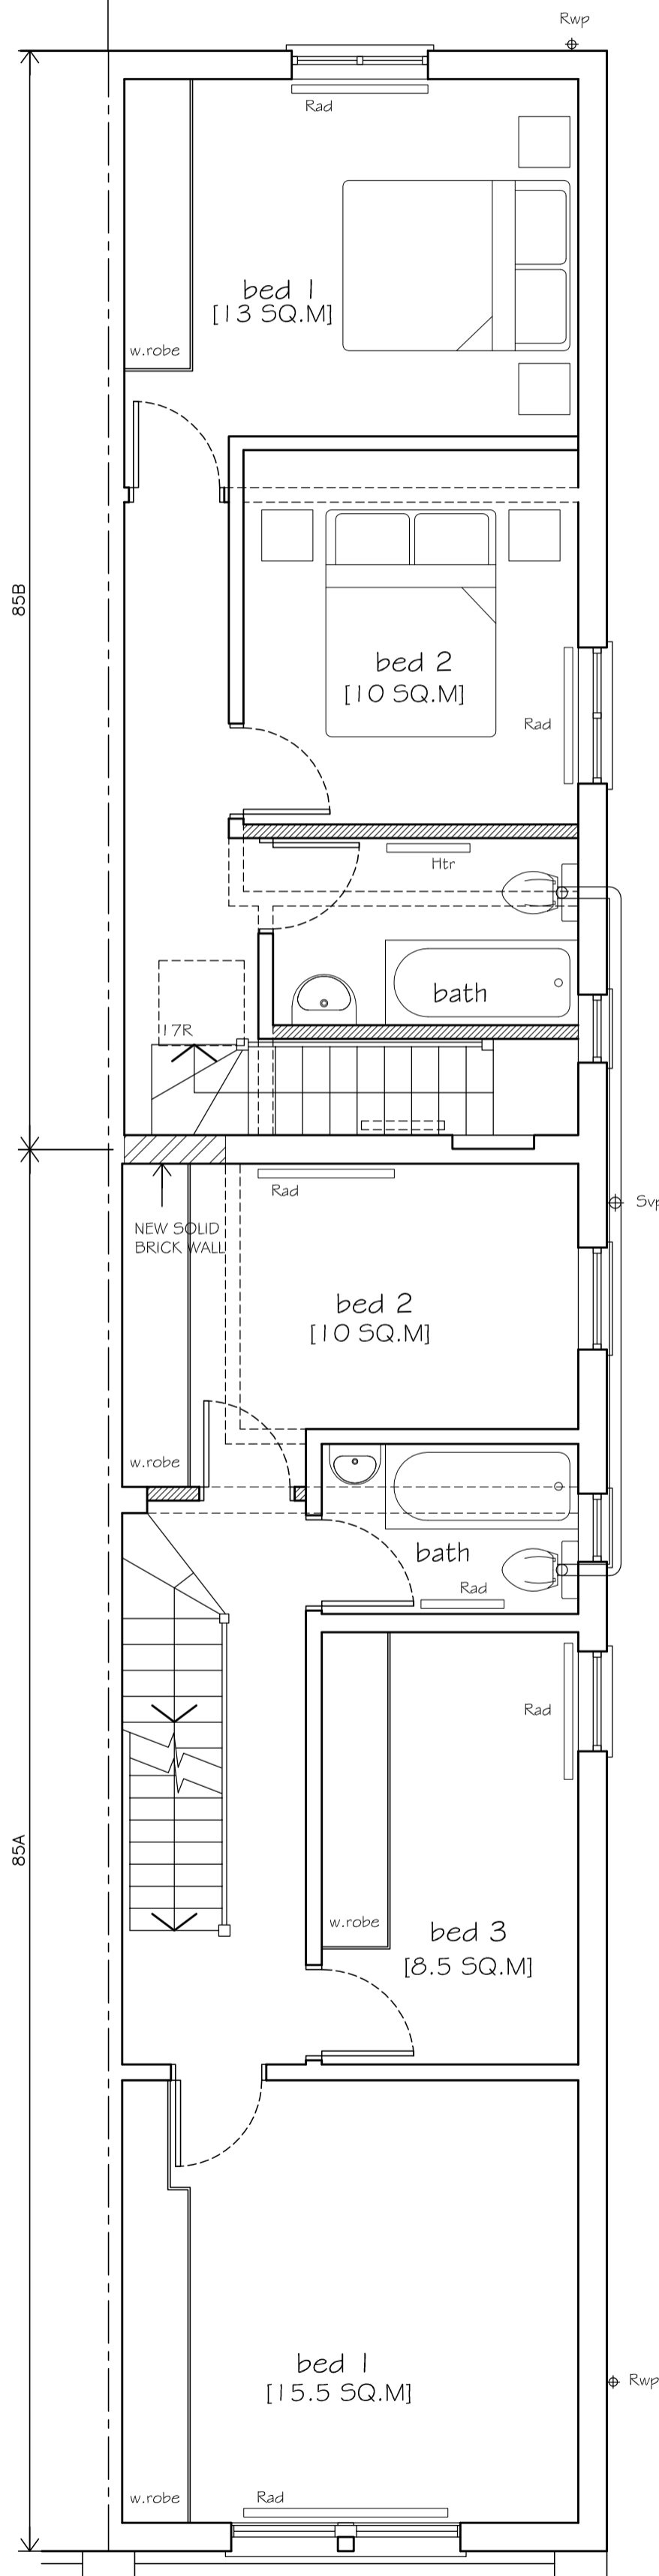 Rwp
Rad
bed 1
[13 SQ.M]
w.robe
85B
bed 2
[10 SQ.M]
Rad
Htr
bath
17R
Rad
Svp
NEW SOLID
BRICK WALL
bed 2
[10 SQ.M]
w.robe
bath
Rad
Rad
85A
w.robe
bed 3
[8.5 SQ.M]
bed 1
[15.5 SQ.M]
Rwp
w.robe
Rad